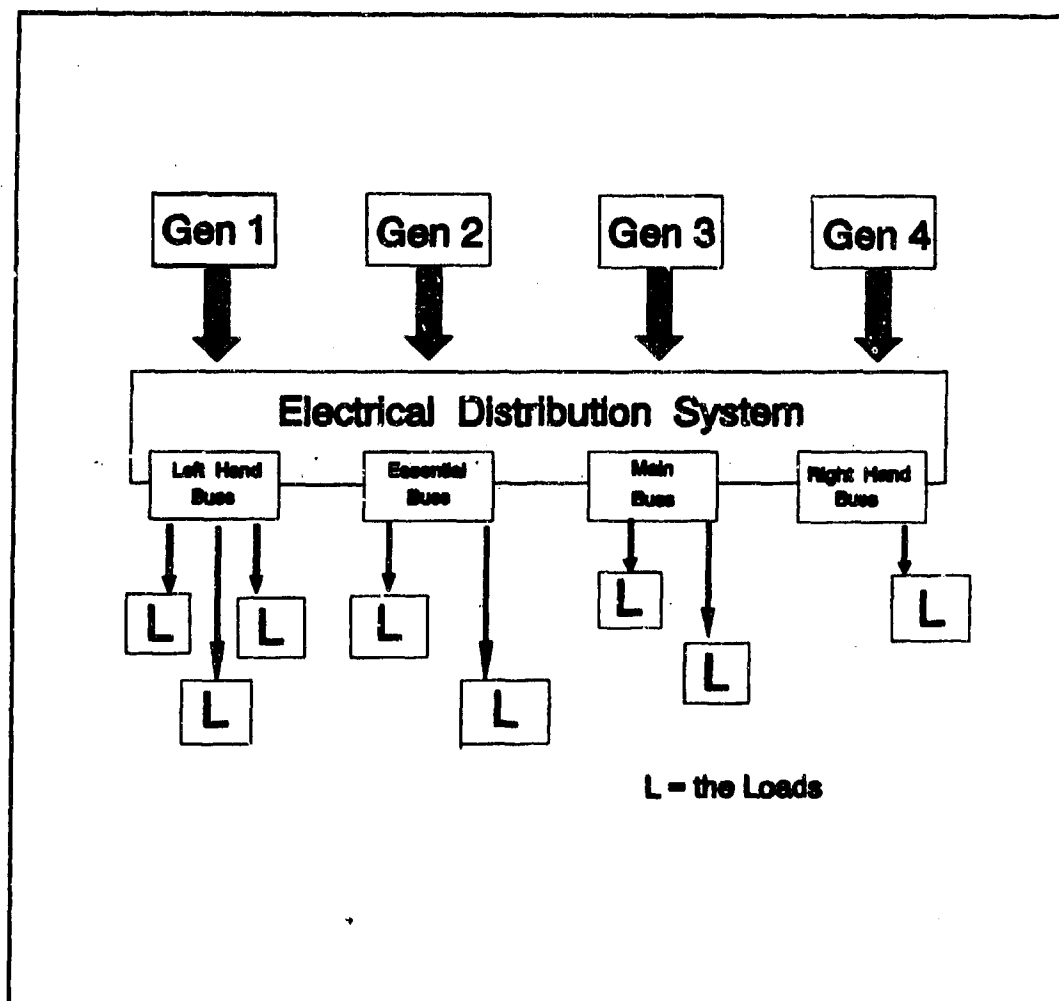 Gen 1
Gen 2
Gen 3
Gen 4
Electrical Distribution System
Left Hand
Buss
Essential
Buss
Main
Buss
Right Hand
Buss
L
L
L
L
L
L
L
L
L = the Loads